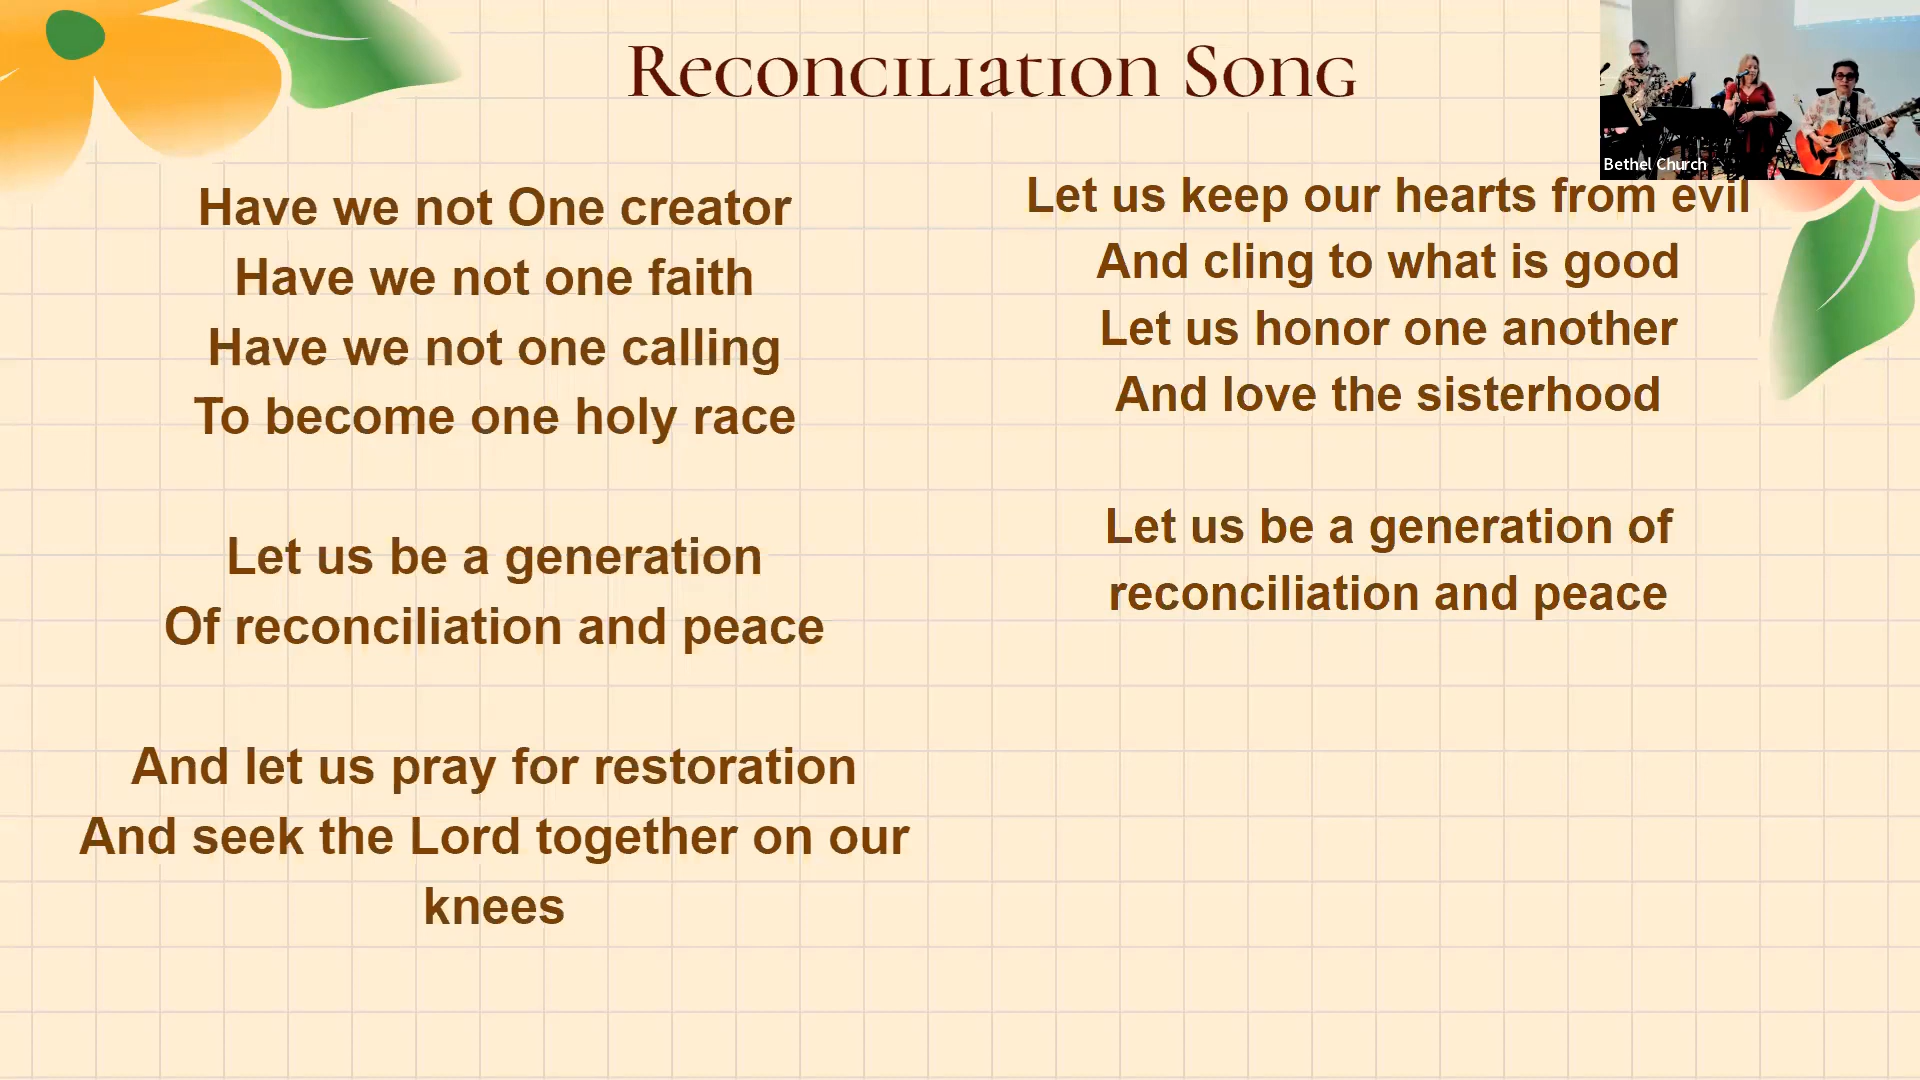 Reconciliation Song
Have we not One creator
Have we not one faith
Have we not one calling
To become one holy race
Let us be a generation
Of reconciliation and peace
And let us pray for restoration
And seek the Lord together on our
knees
Let us keep our hearts from evil
And cling to what is good
Let us honor one another
And love the sisterhood
Let us be a generation of
reconciliation and peace
Bethel Church